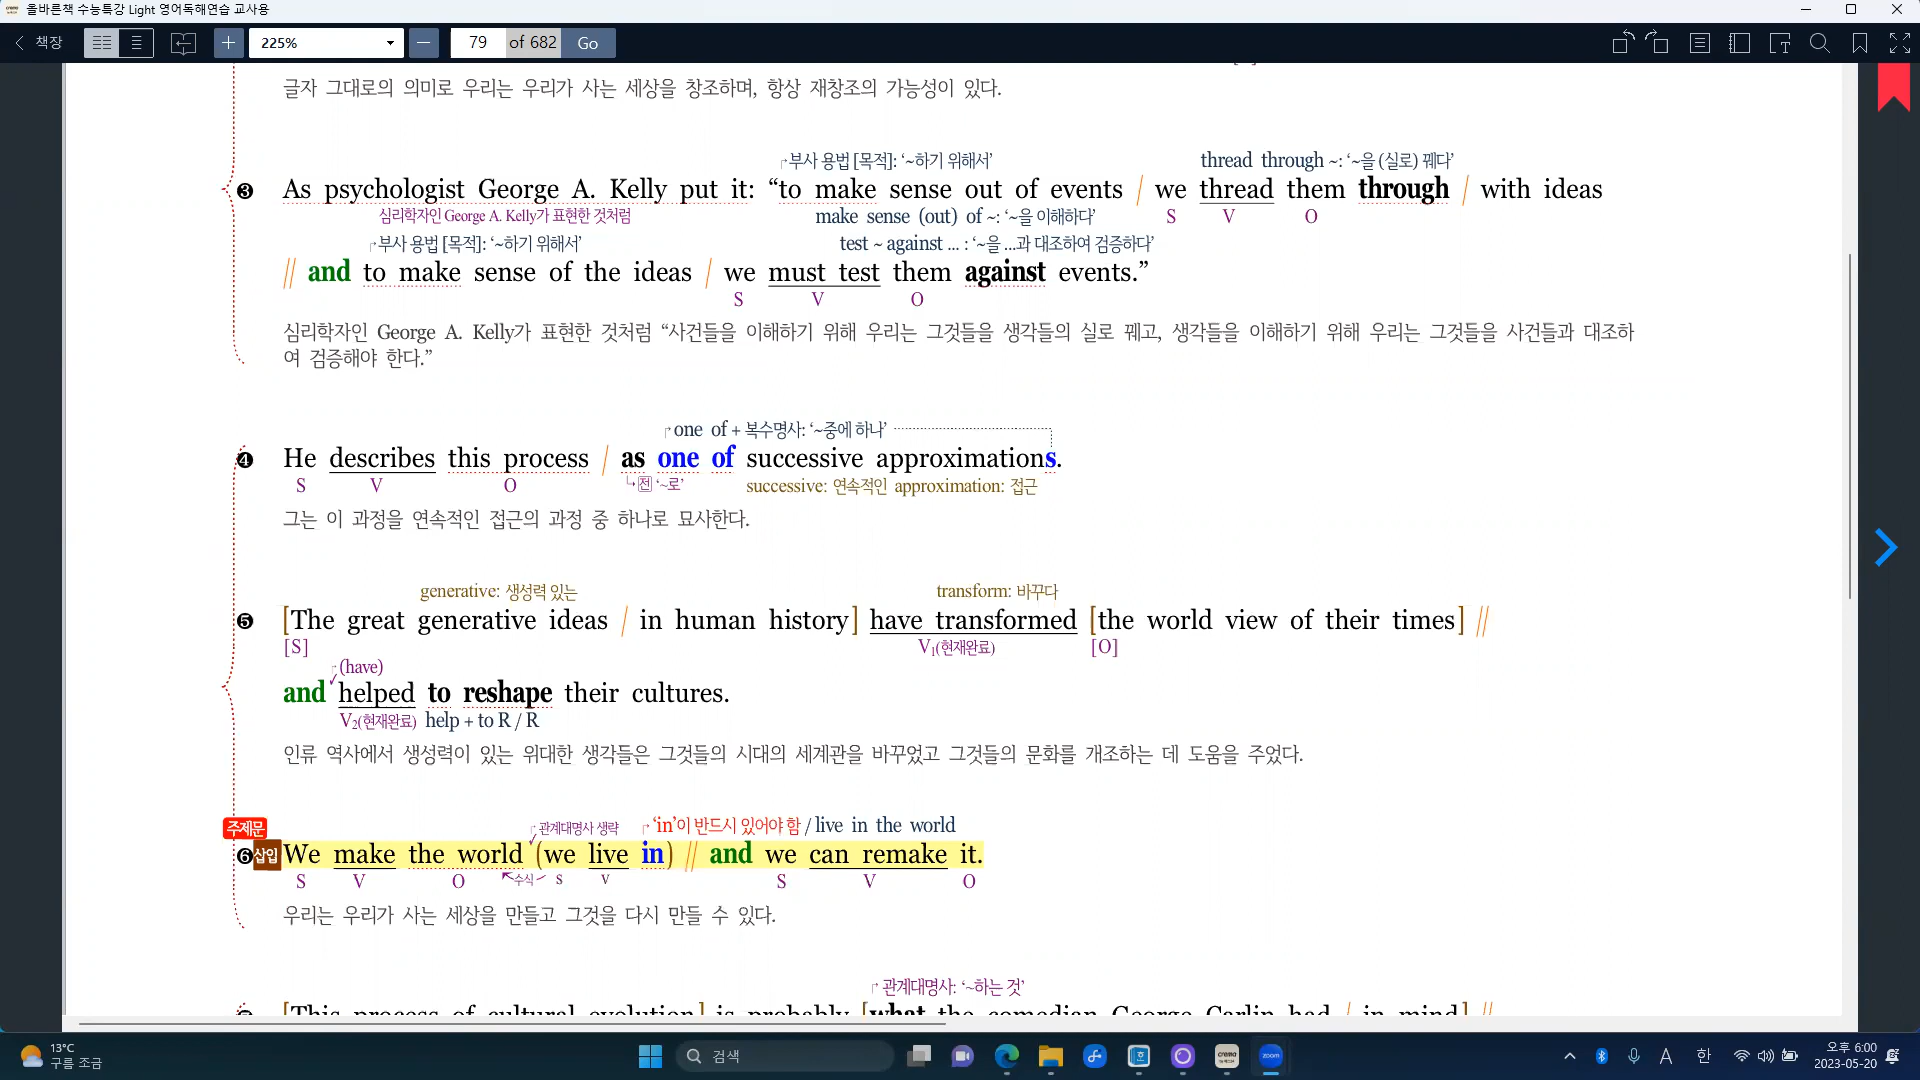 올바른책 수능특강 Light 영어독해연습 교사용
책장
225%
79 of 682 Go
글자 그대로의 의미로 우리는 우리가 사는 세상을 창조하며, 항상 재창조의 가능성이 있다.
부사 용법 [목적]: ‘~하기 위해서’ thread through ~: ‘~을 (실로) 꿰다’
❸ As psychologist George A. Kelly put it: “to make sense out of events / we thread them through / with ideas
심리학자인 George A. Kelly가 표현한 것처럼 make sense (out) of ~: ‘~을 이해하다’ S V O
부사 용법 [목적]: ‘~하기 위해서’ test ~ against ... : ‘~을 ...과 대조하여 검증하다’
// and to make sense of the ideas / we must test them against events.”
S V O
심리학자인 George A. Kelly가 표현한 것처럼 “사건들을 이해하기 위해 우리는 그것들을 생각들의 실로 꿰고, 생각들을 이해하기 위해 우리는 그것들을 사건들과 대조하
여 검증해야 한다.”
one of + 복수명사: ‘~중에 하나’
❹ He describes this process / as one of successive approximations.
S V O 전 ‘~로’ successive: 연속적인 approximation: 접근
그는 이 과정을 연속적인 접근의 과정 중 하나로 묘사한다.
generative: 생성력 있는 transform: 바꾸다
❺ [The great generative ideas / in human history] have transformed [the world view of their times] //
[S] V₁(현재완료) [O]
(have)
and helped to reshape their cultures.
V₂(현재완료) help + to R / R
인류 역사에서 생성력이 있는 위대한 생각들은 그것들의 시대의 세계관을 바꾸었고 그것들의 문화를 개조하는 데 도움을 주었다.
주제문 관계대명사 생략 ‘in’이 반드시 있어야 함 / live in the world
❻ 삽입 We make the world (we live in) // and we can remake it.
S V O 수식 s v S V O
우리는 우리가 사는 세상을 만들고 그것을 다시 만들 수 있다.
관계대명사: ‘~하는 것’
[This process of cultural evolution] is probably [what the comedian George Carlin had / in mind] //
13°C
구름 조금
검색
crema
zoom
A 한
오후 6:00
2023-05-20